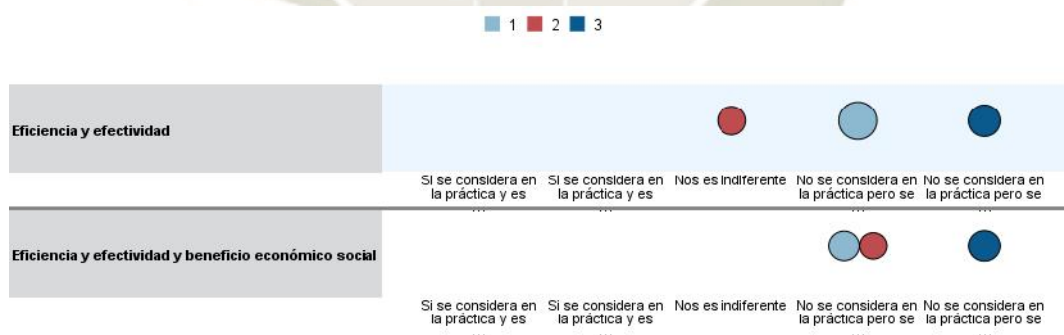 1 2 3
Eficiencia y efectividad
Si se considera en Si se considera en Nos es indiferente No se considera en No se considera en
la práctica y es la práctica y es la práctica pero se la práctica pero se
... ... ... ...
Eficiencia y efectividad y beneficio económico social
Si se considera en Si se considera en Nos es indiferente No se considera en No se considera en
la práctica y es la práctica y es la práctica pero se la práctica pero se